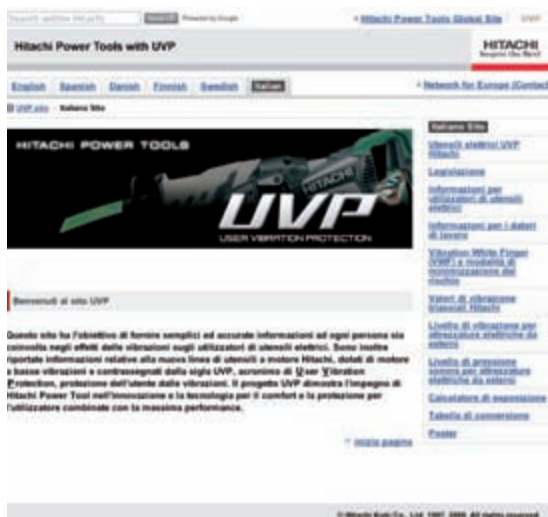 Search within Hitachi Search Powered by Google Hitachi Power Tools Global Site UVP
Hitachi Power Tools with UVP HITACHI
Inspire the Next
English Spanish Danish Finnish Swedish Italian Network for Europe (Contact
UVP site Italiano Sito
HITACHI POWER TOOLS
HITACHI
UVP
USER VIBRATION PROTECTION
Benvenuti al sito UVP
Questo sito ha l'obiettivo di fornire semplici ed accurate informazioni ad ogni persona sia
coinvolta negli effetti delle vibrazioni sugli utilizzatori di utensili elettrici. Sono inoltre
riportate informazioni relative alla nuova linea di utensili a motore Hitachi, dotati di motore
a basse vibrazioni e contrassegnati dalla sigla UVP, acronimo di User Vibration
Protection, protezione dell'utente dalle vibrazioni. Il progetto UVP dimostra l'impegno di
Hitachi Power Tool nell'innovazione e la tecnologia per il comfort e la protezione per
l'utilizzatore combinate con la massima performance.
inizio pagina
Italiano Sito
Utensili elettrici UVP
Hitachi
Legislazione
Informazioni per
utilizzatori di utensili
elettrici
Informazioni per i datori
di lavoro
Vibration White Finger
(VWF) e modalità di
minimizzazione del
rischio
Valori di vibrazione
triassiali Hitachi
Livello di vibrazione per
attrezzature elettriche da
esterni
Livello di pressione
sonora per attrezzature
elettriche da esterni
Calcolatore di esposizione
Tabella di conversione
Poster
© Hitachi Koki Co., Ltd. 1997, 2008. All rights reserved.